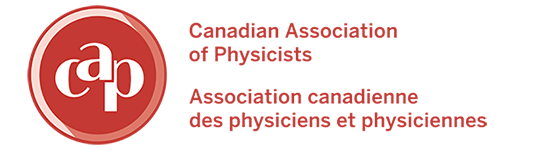 cap
Canadian Association
of Physicists
Association canadienne
des physiciens et physiciennes